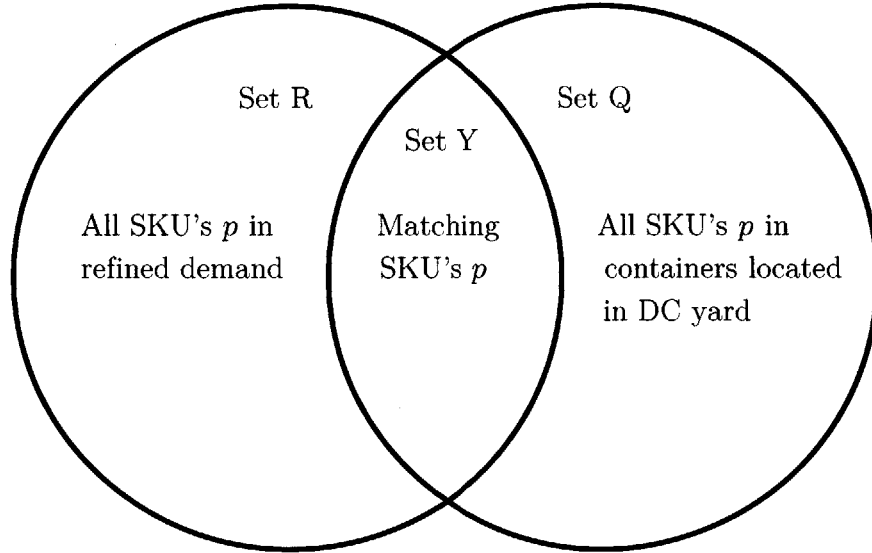 Set R
Set Q
Set Y
All SKU's p in
refined demand
Matching
SKU's p
All SKU's p in
containers located
in DC yard